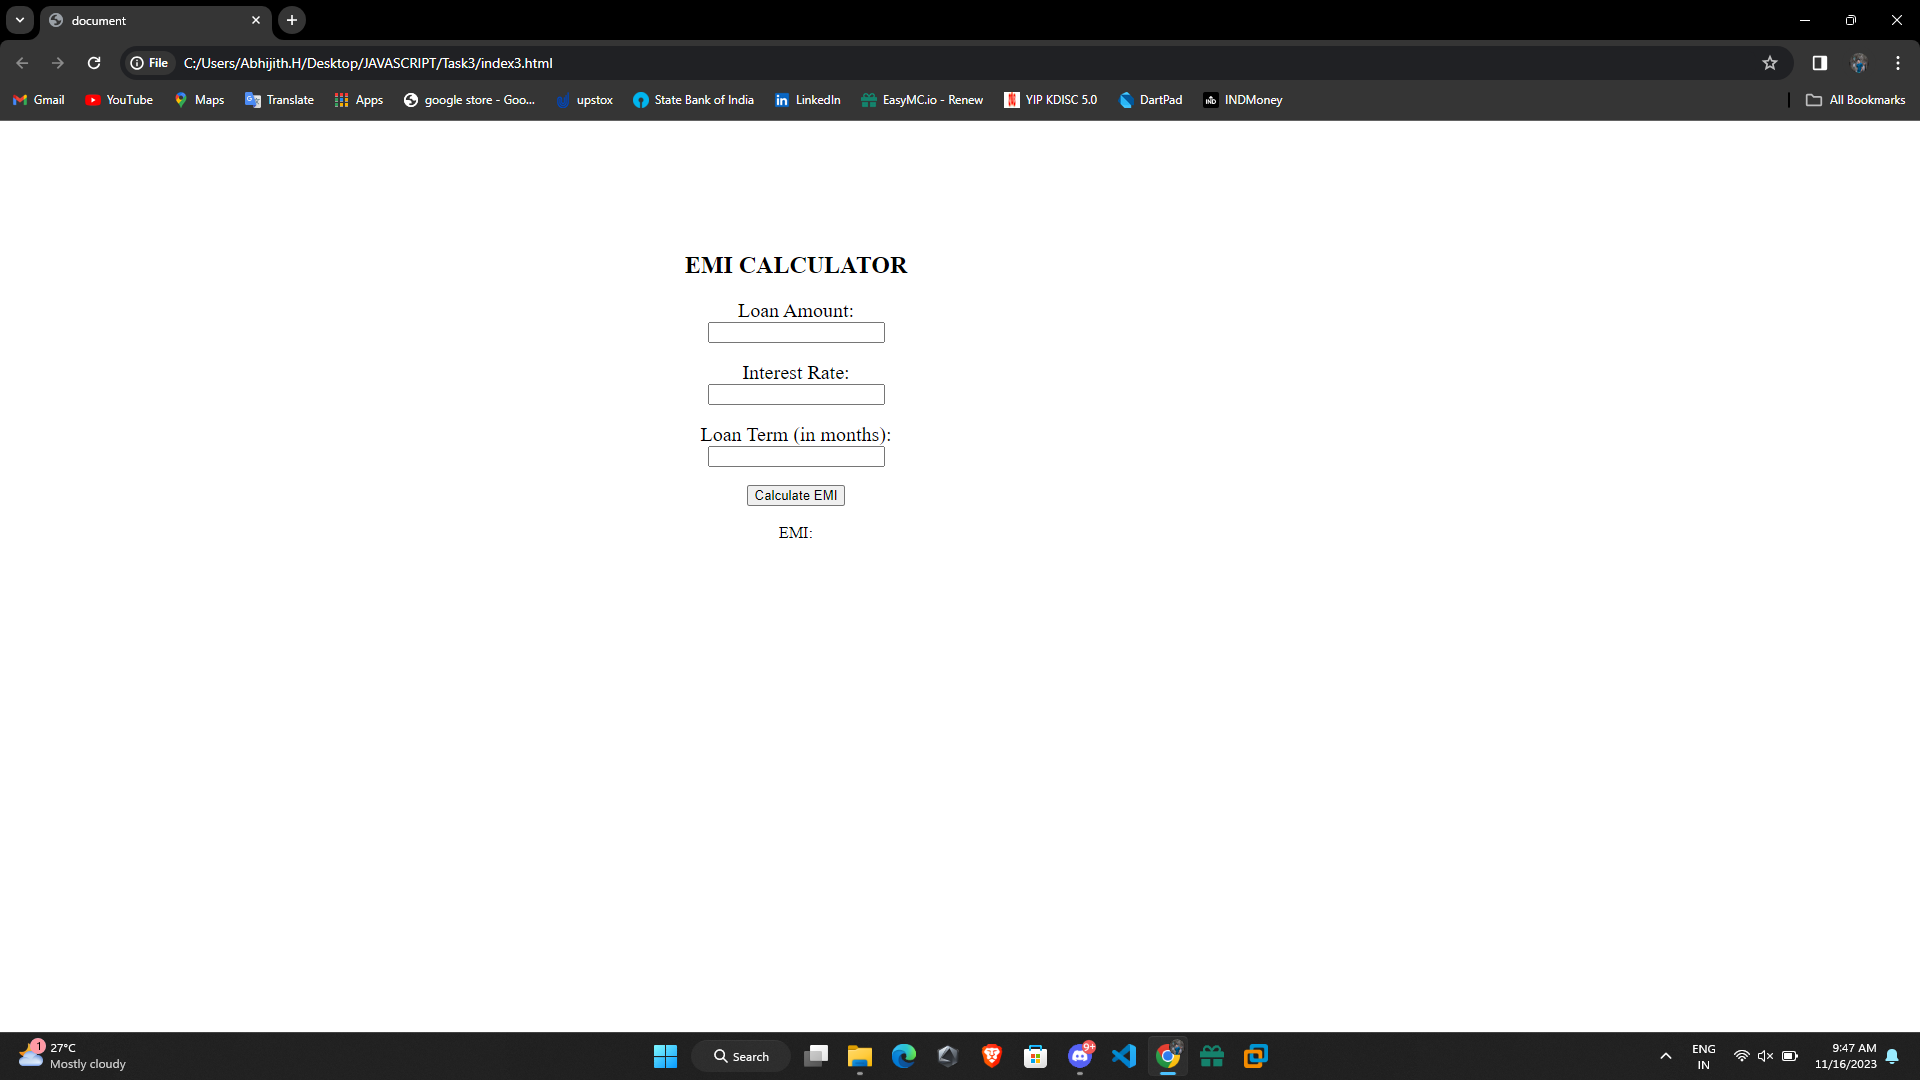 document
File
C:/Users/Abhijith.H/Desktop/JAVASCRIPT/Task3/index3.html
Gmail
YouTube
Maps
Translate
Apps
google store - Goo...
upstox
State Bank of India
LinkedIn
EasyMC.io - Renew
YIP KDISC 5.0
DartPad
INDMoney
All Bookmarks
EMI CALCULATOR
Loan Amount:
Interest Rate:
Loan Term (in months):
Calculate EMI
EMI:
1
27°C
Mostly cloudy
Search
9+
ENG
IN
9:47 AM
11/16/2023